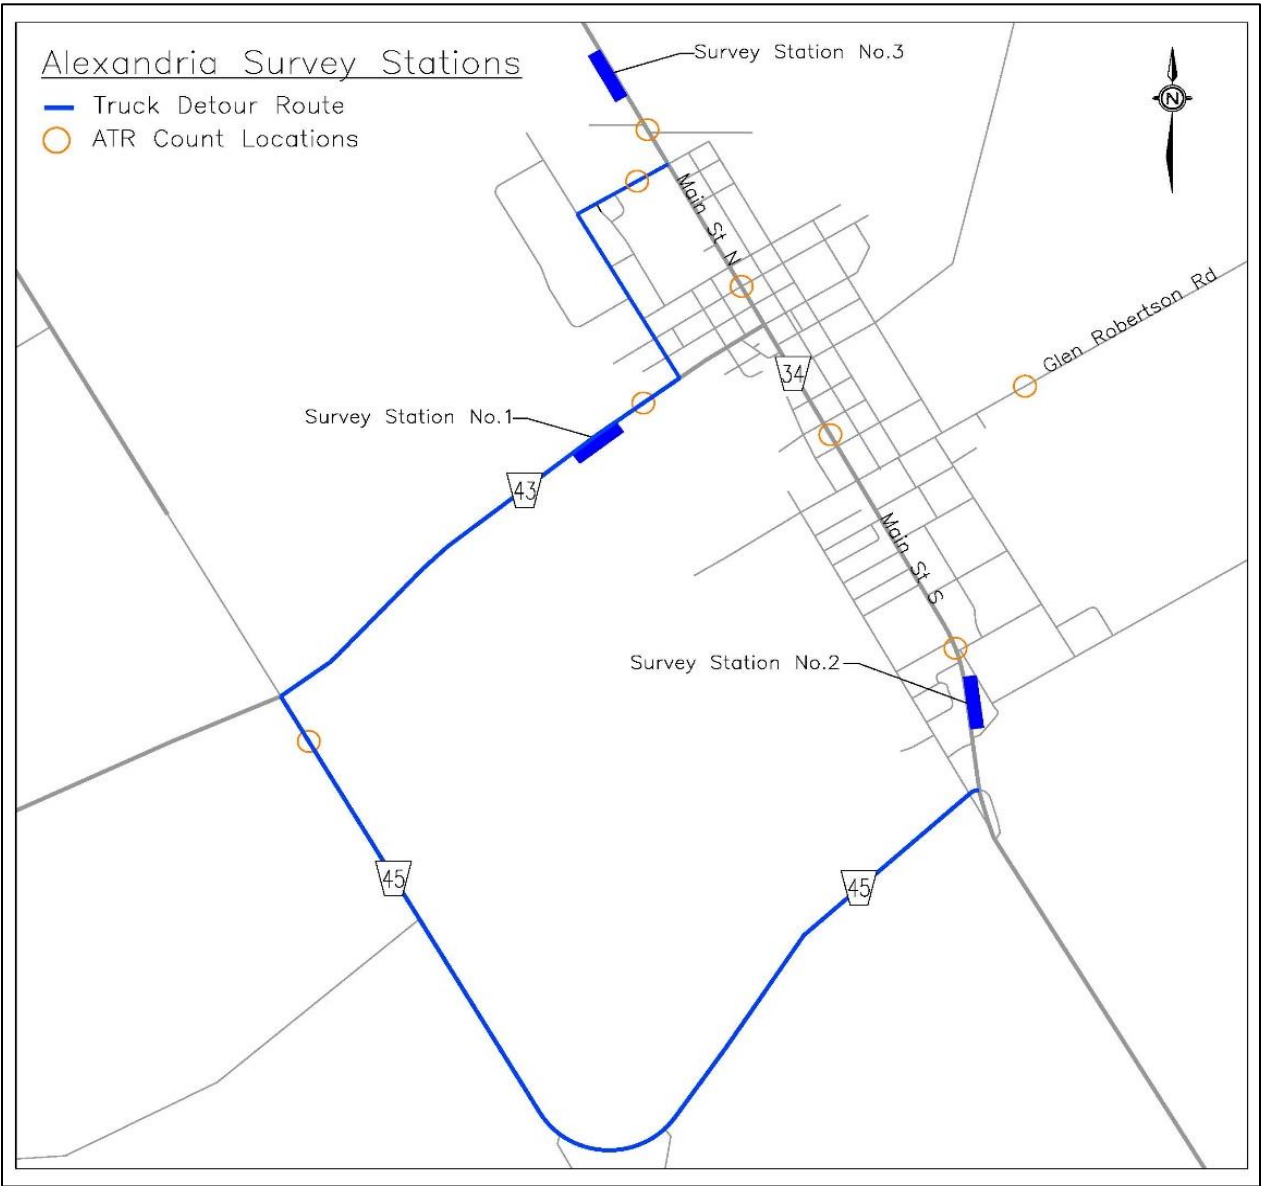 Alexandria Survey Stations
Truck Detour Route
ATR Count Locations
Survey Station No.3
N
Main St N
Glen Robertson Rd
34
Survey Station No.1
43
Main St S
Survey Station No.2
45
45